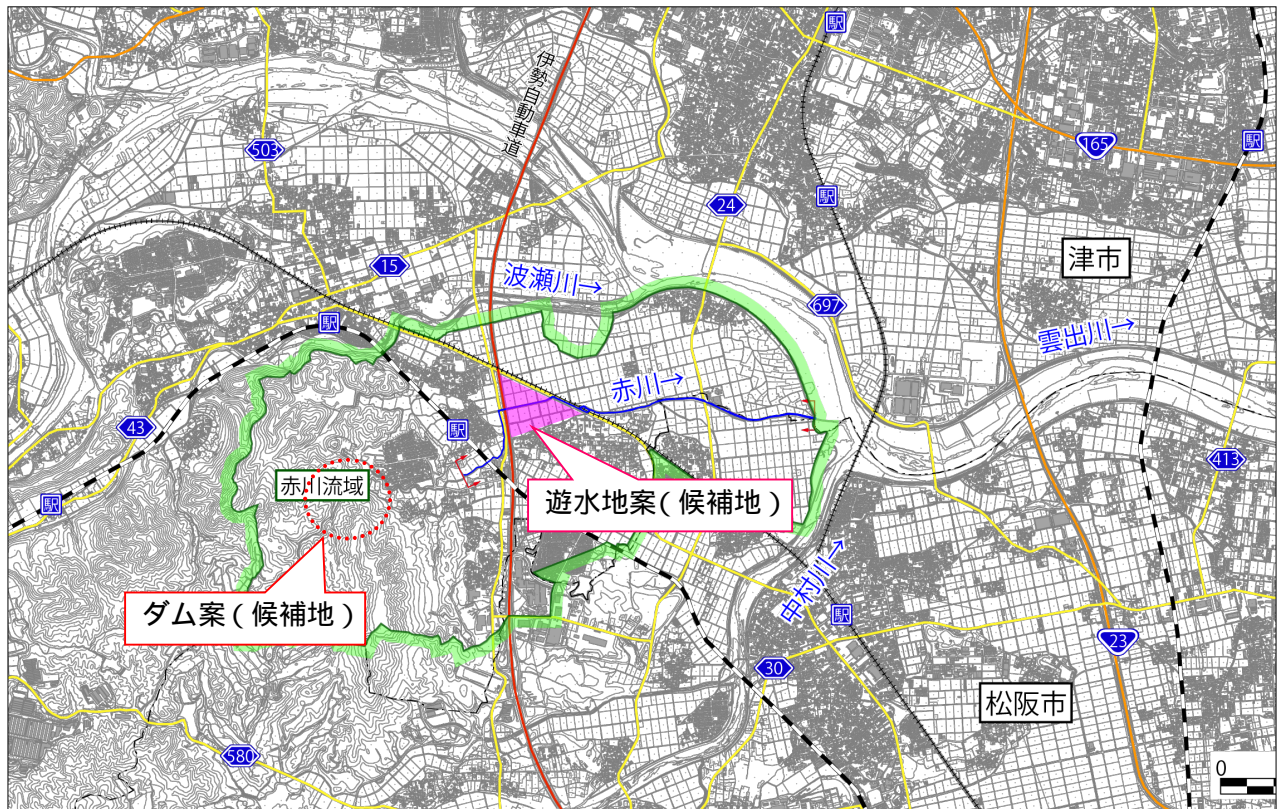 駅
伊勢自動車道
503
165
駅
駅
24
津市
15
波瀬川→
697
駅
雲出川→
赤川→
43
駅
413
赤川流域
駅
遊水地案(候補地)
中村川→
ダム案(候補地)
駅
23
30
松阪市
580
0